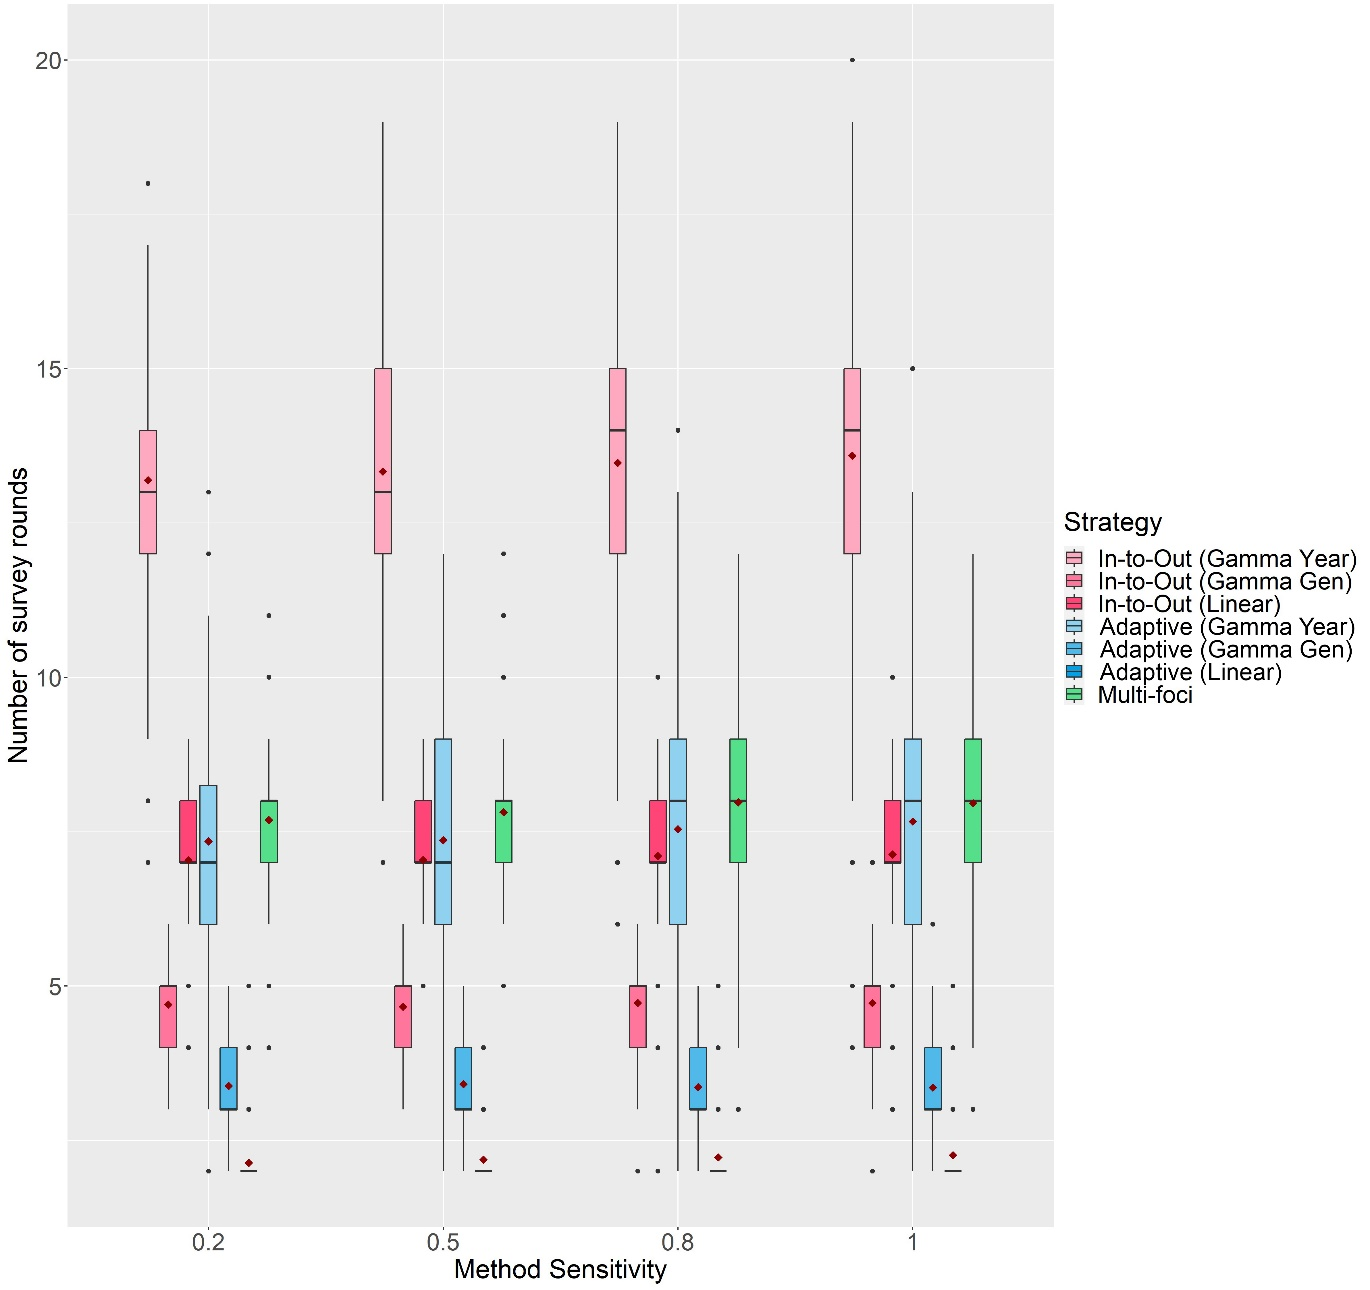 20
15
10
5
Number of survey rounds
0.2
0.5
0.8
1
Method Sensitivity
Strategy
In-to-Out (Gamma Year)
In-to-Out (Gamma Gen)
In-to-Out (Linear)
Adaptive (Gamma Year)
Adaptive (Gamma Gen)
Adaptive (Linear)
Multi-foci